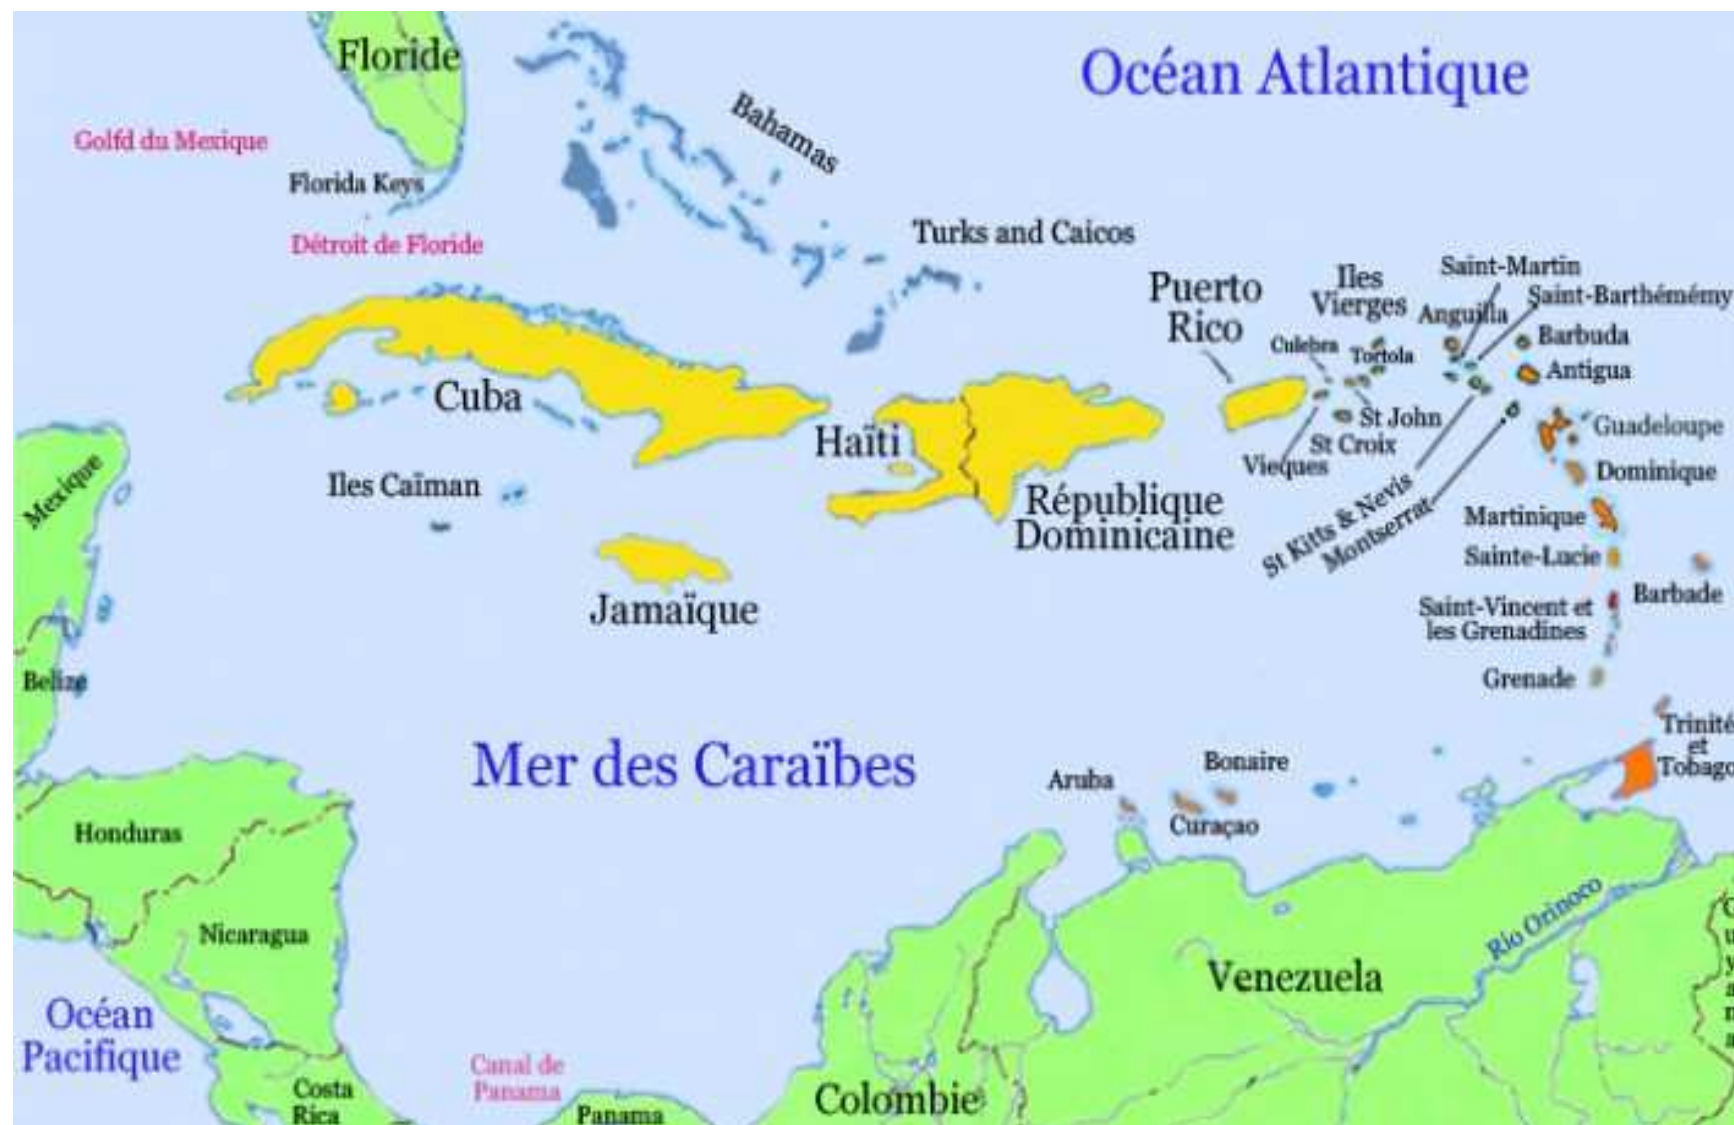 Floride
Océan Atlantique
Bahamas
Golfd du Mexique
Florida Keys
Détroit de Floride
Turks and Caicos
Saint-Martin
Iles
Vierges
Puerto
Rico
Saint-Barthémémy
Anguilla
Barbuda
Culebra
Tortola
Antigua
Cuba
St John
Guadeloupe
Haïti
St Croix
Vieques
Dominique
Mexique
Iles Caïman
République
Dominicaine
St Kitts & Nevis
Montserrat
Martinique
Sainte-Lucie
Jamaïque
Barbade
Saint-Vincent et
les Grenadines
Belize
Grenade
Trinité
et
Tobago
Mer des Caraïbes
Bonaire
Aruba
Curaçao
Honduras
Rio Orinoco
Nicaragua
Venezuela
Guyana
Océan
Pacifique
Canal de
Panama
Costa
Rica
Panama
Colombie